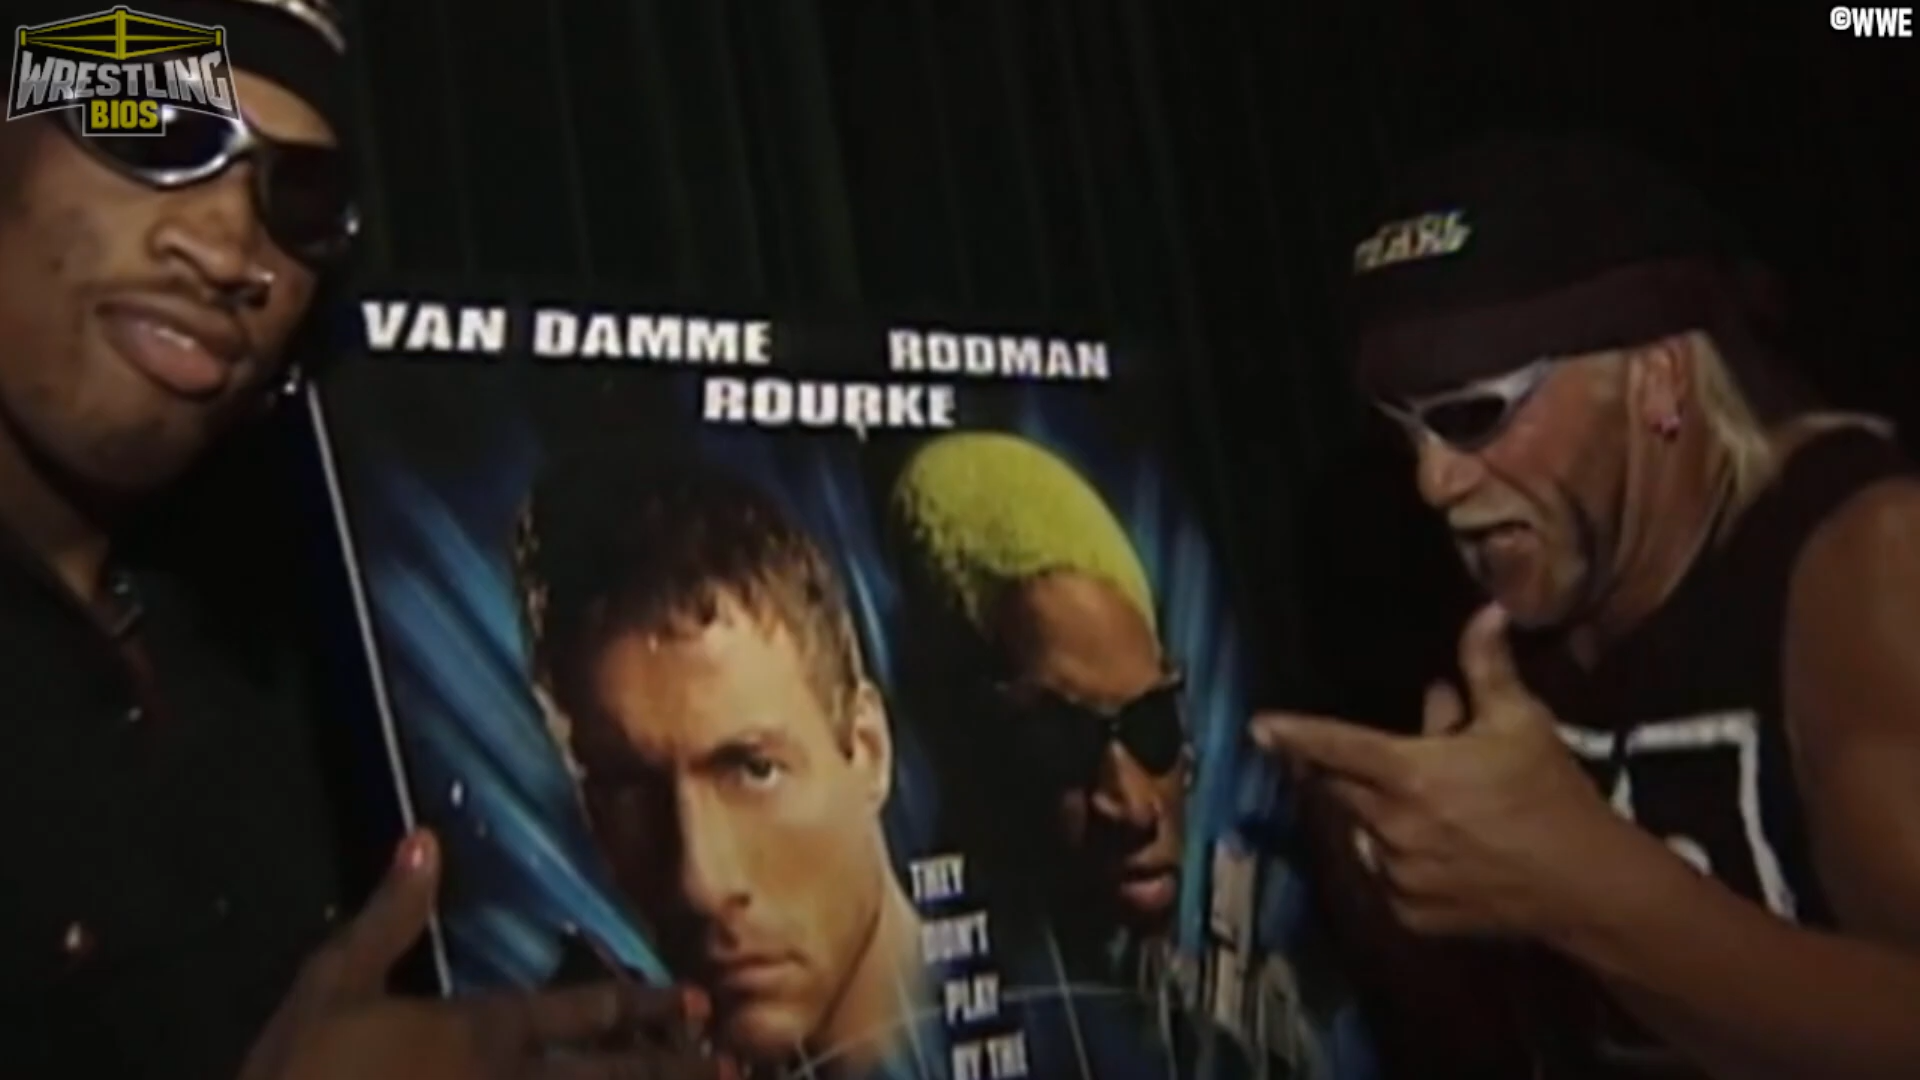 WRESTLING
BIOS
©WWE
VAN DAMME RODMAN
ROURKE
THEY
DON'T
PLAY
BY THE